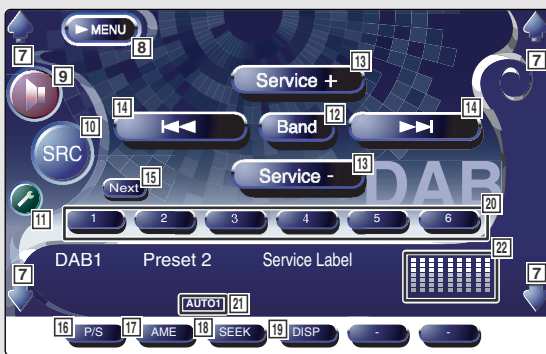 ► MENU
7 8 7
9 Service + 13
14 |◄◄ Band 12 ►►| 14
10 SRC
Service - 13
Next 15 DAB
11 1 2 3 4 5 6 20
DAB1 Preset 2 Service Label 22
7 7
AUTO1 21
16 P/S 17 AME 18 SEEK 19 DISP - -